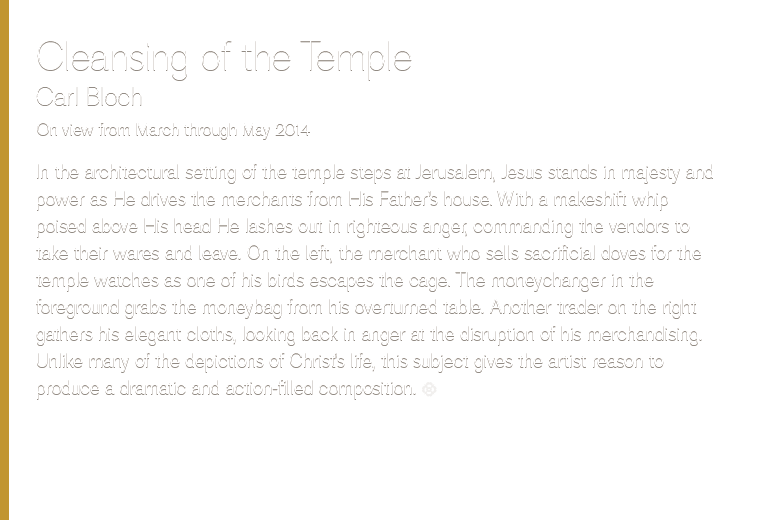 Cleansing of the Temple
Carl Bloch
On view from March through May 2014
In the architectural setting of the temple steps at Jerusalem, Jesus stands in majesty and
power as He drives the merchants from His Father's house. With a makeshift whip
poised above His head He lashes out in righteous anger, commanding the vendors to
take their wares and leave. On the left, the merchant who sells sacrificial doves for the
temple watches as one of his birds escapes the cage. The moneychanger in the
foreground grabs the moneybag from his overturned table. Another trader on the right
gathers his elegant cloths, looking back in anger at the disruption of his merchandising.
Unlike many of the depictions of Christ's life, this subject gives the artist reason to
produce a dramatic and action-filled composition.